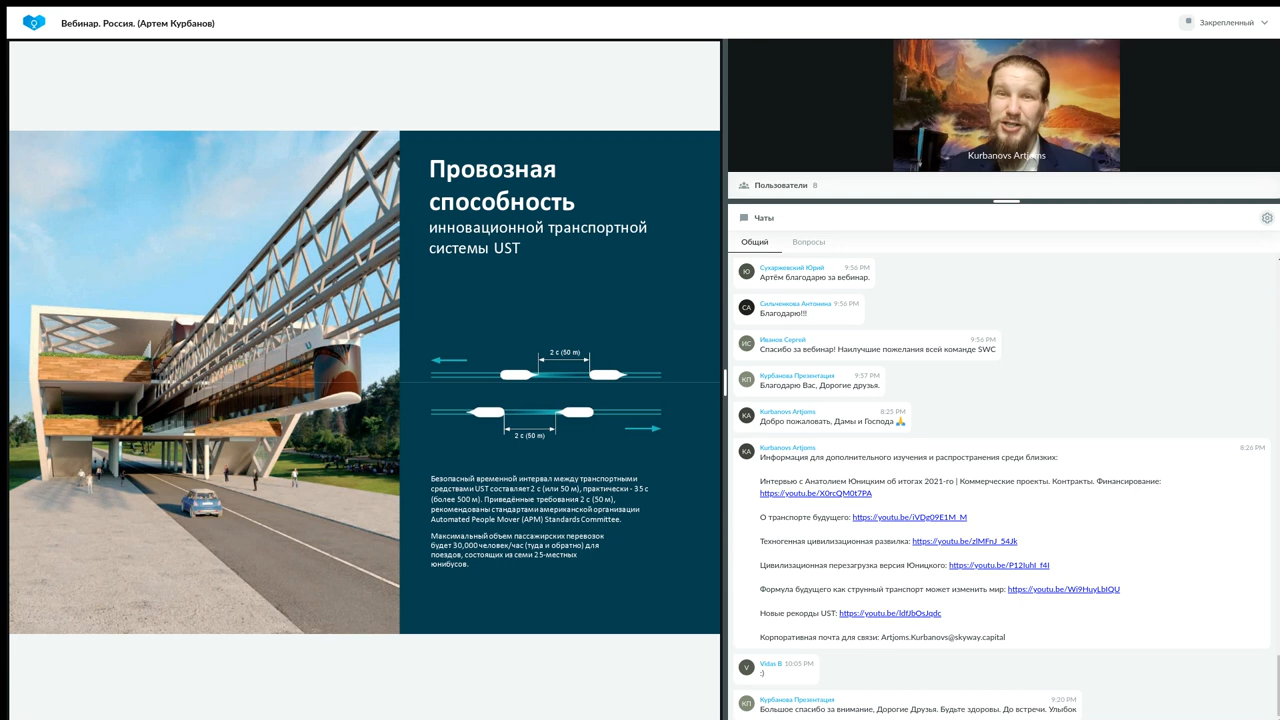 Вебинар. Россия. (Артем Курбанов)
Закрепленный
Провозная
способность
инновационной транспортной
системы UST
2 с (50 m)
2 с (50 m)
Безопасный временной интервал между транспортными
средствами UST составляет 2 с (или 50 м), практически - 35 с
(более 500 м). Приведённые требования 2 с (50 м),
рекомендованы стандартами американской организации
Automated People Mover (APM) Standards Committee.
Максимальный объем пассажирских перевозок
будет 30,000 человек/час (туда и обратно) для
поездов, состоящих из семи 25-местных
юнибусов.
Kurbanovs Artjoms
Пользователи 8
Чаты
Общий Вопросы
Ю
Сухаржевский Юрий 9:56 PM
Артём благодарю за вебинар.
СА
Сильченкова Антонина 9:56 PM
Благодарю!!!
ИС
Иванов Сергей 9:56 PM
Спасибо за вебинар! Наилучшие пожелания всей команде SWC
КП
Курбанова Презентация 9:57 PM
Благодарю Вас, Дорогие друзья.
KA
Kurbanovs Artjoms 8:25 PM
Добро пожаловать, Дамы и Господа 🙏
KA
Kurbanovs Artjoms 8:26 PM
Информация для дополнительного изучения и распространения среди близких:
Интервью с Анатолием Юницким об итогах 2021-го | Коммерческие проекты. Контракты. Финансирование:
https://youtu.be/X0rcQM0t7PA
О транспорте будущего: https://youtu.be/iVDg09E1M_M
Техногенная цивилизационная развилка: https://youtu.be/zlMFnJ_54Jk
Цивилизационная перезагрузка версия Юницкого: https://youtu.be/P12IuhI_f4I
Формула будущего как струнный транспорт может изменить мир: https://youtu.be/Wi9HuyLbIQU
Новые рекорды UST: https://youtu.be/ldfJbOsJqdc
Корпоративная почта для связи: Artjoms.Kurbanovs@skyway.capital
V
Vidas B 10:05 PM
:)
КП
Курбанова Презентация 9:20 PM
Большое спасибо за внимание, Дорогие Друзья. Будьте здоровы. До встречи. Улыбок